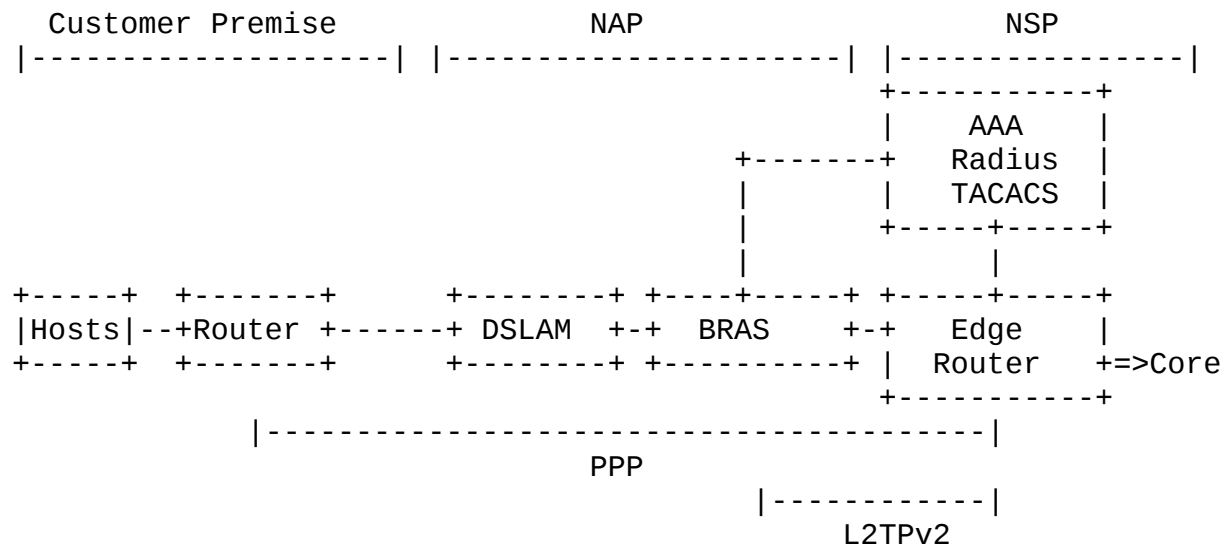 Customer Premise NAP NSP
|--------------------| |----------------------| |----------------|
+-----------+
| AAA |
+-------+ Radius |
| | TACACS |
| +-----+-----+
| |
+-----+ +-------+ +--------+ +----+-----+ +-----+-----+
|Hosts|--+Router +------+ DSLAM +-+ BRAS +-+ Edge |
+-----+ +-------+ +--------+ +----------+ | Router +=>Core
+-----------+
|----------------------------------------|
PPP
|------------|
L2TPv2